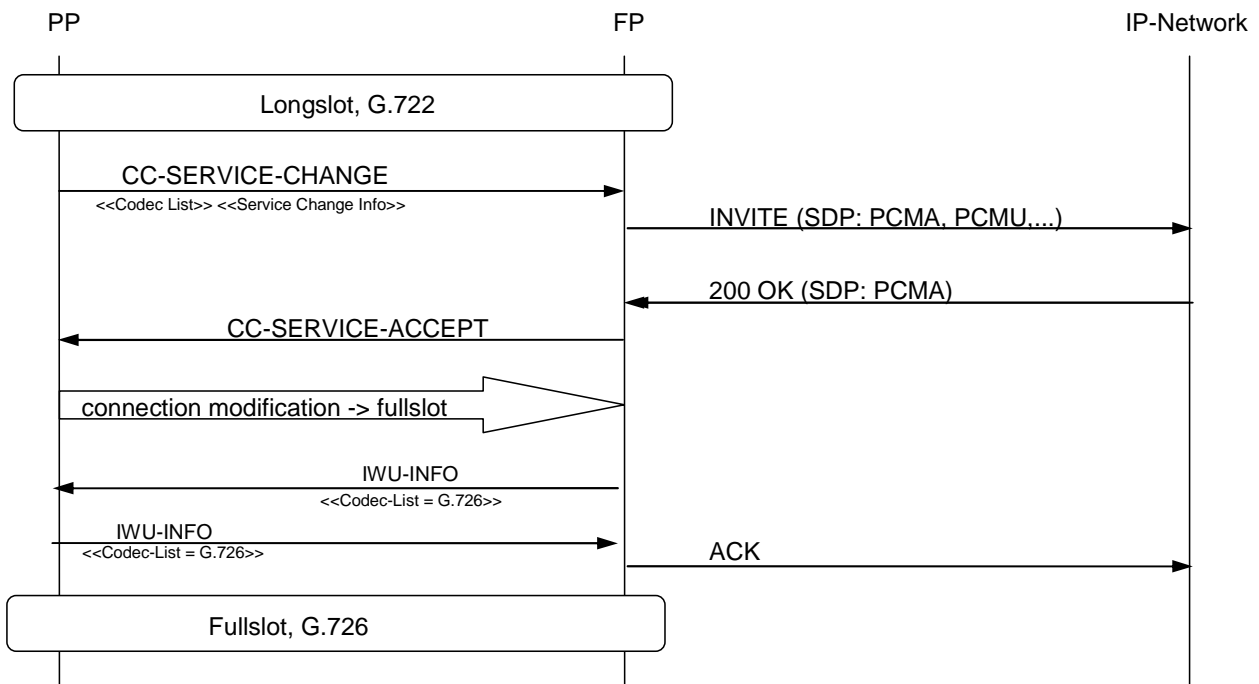 PP FP IP-Network
Longslot, G.722
CC-SERVICE-CHANGE
<<Codec List>> <<Service Change Info>>
INVITE (SDP: PCMA, PCMU,...)
200 OK (SDP: PCMA)
CC-SERVICE-ACCEPT
connection modification -> fullslot
IWU-INFO
<<Codec-List = G.726>>
IWU-INFO
<<Codec-List = G.726>>
ACK
Fullslot, G.726